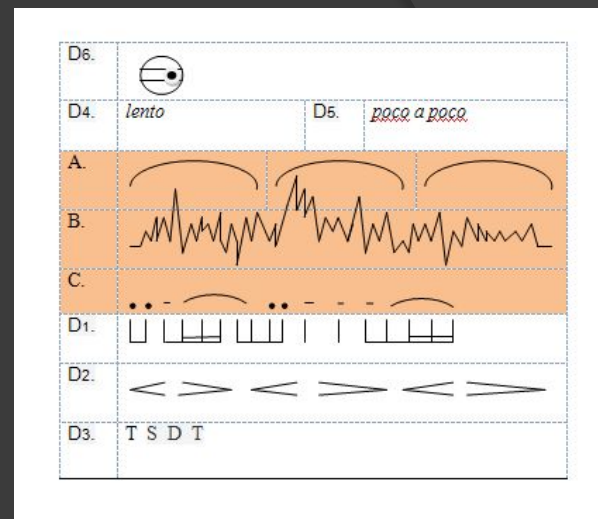 D6.
D4. lento D5. poco a poco
A.
B.
C.
D1.
D2.
D3. T S D T